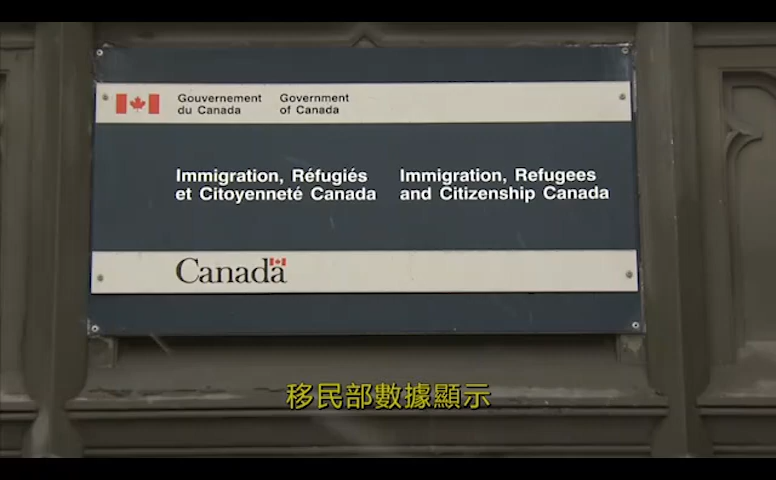 Gouvernement
du Canada
Government
of Canada
Immigration, Réfugiés
et Citoyenneté Canada
Immigration, Refugees
and Citizenship Canada
Canada
移民部數據顯示